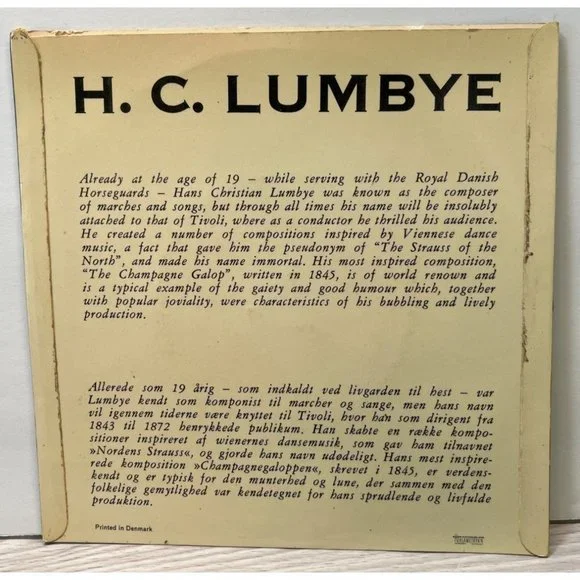 H. C. LUMBYE
Already at the age of 19 – while serving with the Royal Danish
Horseguards – Hans Christian Lumbye was known as the composer
of marches and songs, but through all times his name will be insolubly
attached to that of Tivoli, where as a conductor he thrilled his audience.
He created a number of compositions inspired by Viennese dance
music, a fact that gave him the pseudonym of "The Strauss of the
North", and made his name immortal. His most inspired composition,
"The Champagne Galop", written in 1845, is of world renown and
is a typical example of the gaiety and good humour which, together
with popular joviality, were characteristics of his bubbling and lively
production.
Allerede som 19 årig – som indkaldt ved livgarden til hest – var
Lumbye kendt som komponist til marcher og sange, men hans navn
vil igennem tiderne være knyttet til Tivoli, hvor han som dirigent fra
1843 til 1872 henrykkede publikum. Han skabte en række kompo-
sitioner inspireret af wienernes dansemusik, som gav ham tilnavnet
»Nordens Strauss«, og gjorde hans navn udødeligt. Hans mest inspire-
rede komposition »Champagnegaloppen«, skrevet i 1845, er verdens-
kendt og er typisk for den munterhed og lune, der sammen med den
folkelige gemytlighed var kendetegnet for hans sprudlende og livfulde
produktion.
Printed in Denmark